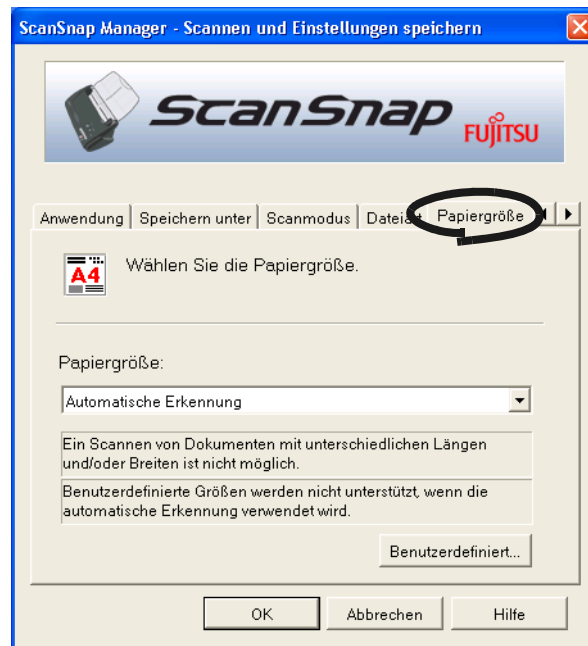 ScanSnap Manager - Scannen und Einstellungen speichern
ScanSnap
FUJITSU
Anwendung Speichern unter Scanmodus Dateiart Papiergröße
A4
Wählen Sie die Papiergröße.
Papiergröße:
Automatische Erkennung
Ein Scannen von Dokumenten mit unterschiedlichen Längen
und/oder Breiten ist nicht möglich.
Benutzerdefinierte Größen werden nicht unterstützt, wenn die
automatische Erkennung verwendet wird.
Benutzerdefiniert...
OK Abbrechen Hilfe